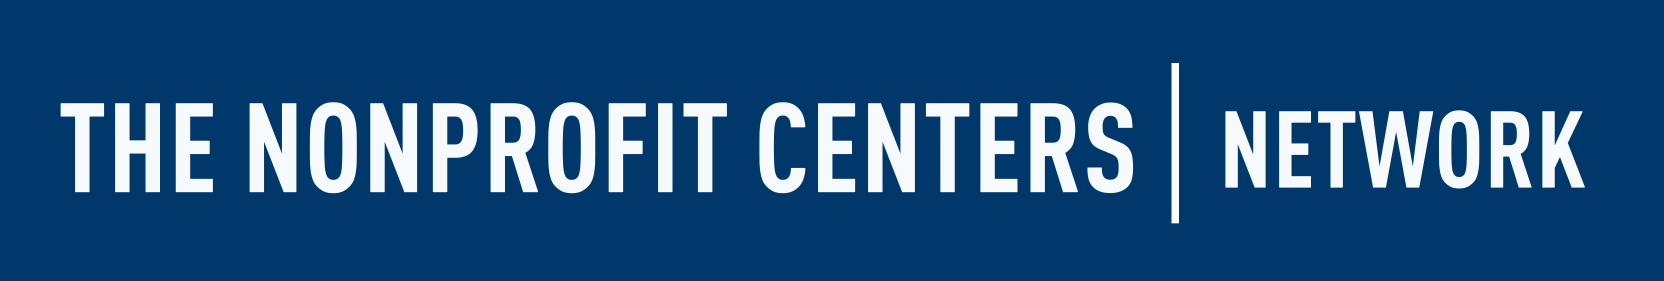 THE NONPROFIT CENTERS | NETWORK